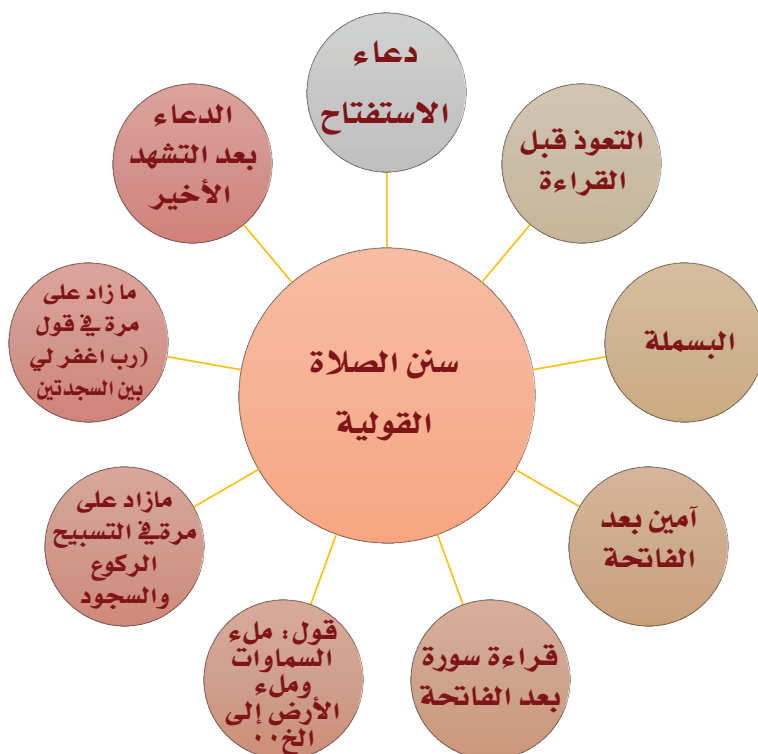 دعاء
الاستفتاح
التعوذ قبل
القراءة
البسملة
آمين بعد
الفاتحة
قراءة سورة
بعد الفاتحة
قول: ملء
السماوات
وملء
الأرض إلى
الخ٠٠
مازاد على
مرة في التسبيح
الركوع
والسجود
ما زاد على
مرة في قول
(رب اغفر لي
بين السجدتين
الدعاء
بعد التشهد
الأخير
سنن الصلاة
القولية